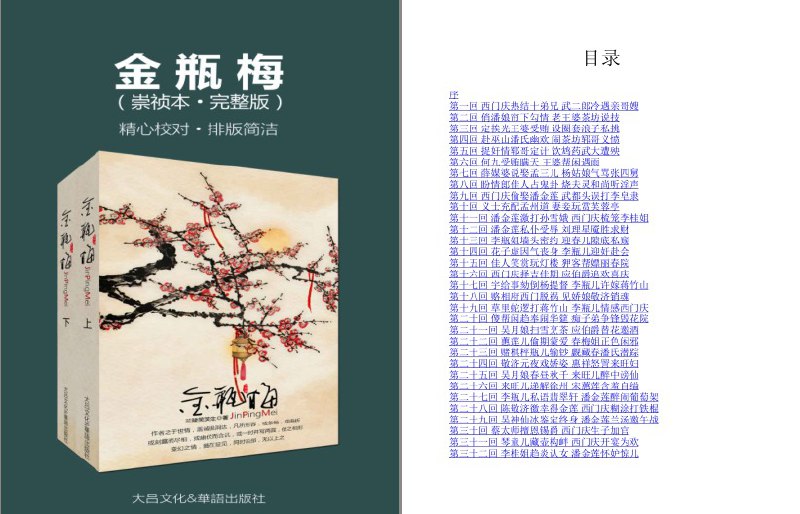 金瓶梅
（崇祯本·完整版）
精心校对·排版简洁
金瓶梅
JinPingMei
上
下
大吕文化&華語出版社
金瓶梅
兰陵笑笑生◎著
JinPingMei
大吕文化&華語出版社
目录
序
第一回 西门庆热结十弟兄 武二郎冷遇亲哥嫂
第二回 俏潘娘帘下勾情 老王婆茶坊说技
第三回 定挨光王婆受贿 设圈套浪子私挑
第四回 赴巫山潘氏幽欢 闹茶坊郓哥义愤
第五回 捉奸情郓哥定计 饮鸩药武大遭殃
第六回 何九受贿瞒天 王婆帮闲遇雨
第七回 薛媒婆说娶孟三儿 杨姑娘气骂张四舅
第八回 盼情郎佳人占鬼卦 烧夫灵和尚听淫声
第九回 西门庆偷娶潘金莲 武都头误打李皂隶
第十回 义士充配孟州道 妻妾玩赏芙蓉亭
第十一回 潘金莲激打孙雪娥 西门庆梳笼李桂姐
第十二回 潘金莲私仆受辱 刘理星魇胜求财
第十三回 李瓶姐墙头密约 迎春儿隙底私窥
第十四回 花子虚因气丧身 李瓶儿迎奸赴会
第十五回 佳人笑赏玩灯楼 狎客帮嫖丽春院
第十六回 西门庆择吉佳期 应伯爵追欢喜庆
第十七回 宇给事劾倒杨提督 李瓶儿许嫁蒋竹山
第十八回 赂相府西门脱祸 见娇娘敬济销魂
第十九回 草里蛇逻打蒋竹山 李瓶儿情感西门庆
第二十回 傻帮闲趋奉闹华筵 痴子弟争锋毁花院
第二十一回 吴月娘扫雪烹茶 应伯爵替花邀酒
第二十二回 蕙莲儿偷期蒙爱 春梅姐正色闲邪
第二十三回 赌棋枰瓶儿输钞 觑藏春潘氏潜踪
第二十四回 敬济元夜戏娇姿 惠祥怒詈来旺妇
第二十五回 吴月娘春昼秋千 来旺儿醉中谤仙
第二十六回 来旺儿递解徐州 宋蕙莲含羞自缢
第二十七回 李瓶儿私语翡翠轩 潘金莲醉闹葡萄架
第二十八回 陈敬济徼幸得金莲 西门庆糊涂打铁棍
第二十九回 吴神仙冰鉴定终身 潘金莲兰汤邀午战
第三十回 蔡太师擅恩锡爵 西门庆生子加官
第三十一回 琴童儿藏壶构衅 西门庆开宴为欢
第三十二回 李桂姐趋炎认女 潘金莲怀妒惊儿